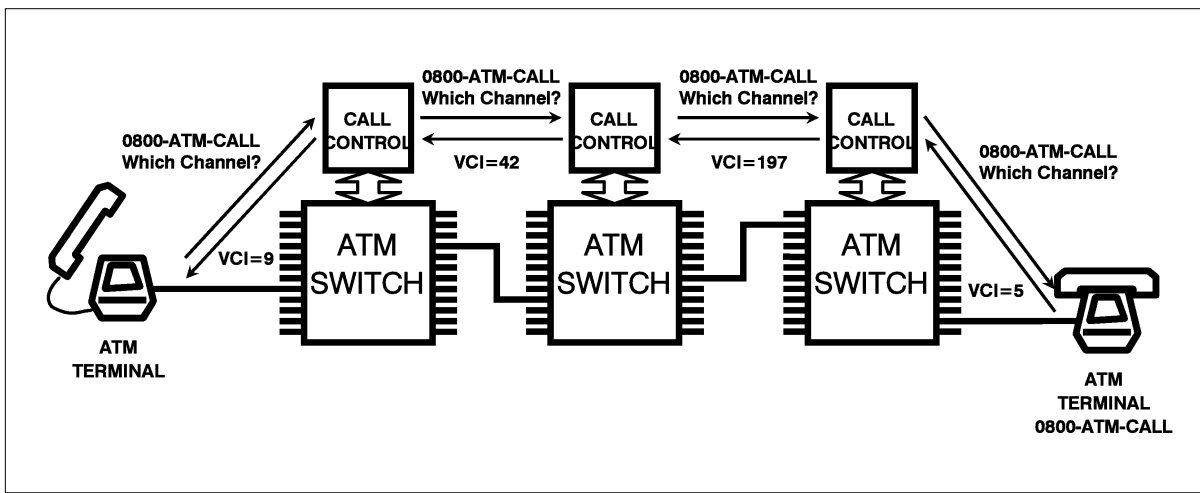 0800-ATM-CALL
Which Channel?
CALL
CONTROL
0800-ATM-CALL
Which Channel?
VCI=42
CALL
CONTROL
0800-ATM-CALL
Which Channel?
VCI=197
CALL
CONTROL
0800-ATM-CALL
Which Channel?
VCI=9
ATM
SWITCH
ATM
SWITCH
ATM
SWITCH
VCI=5
ATM
TERMINAL
ATM
TERMINAL
0800-ATM-CALL